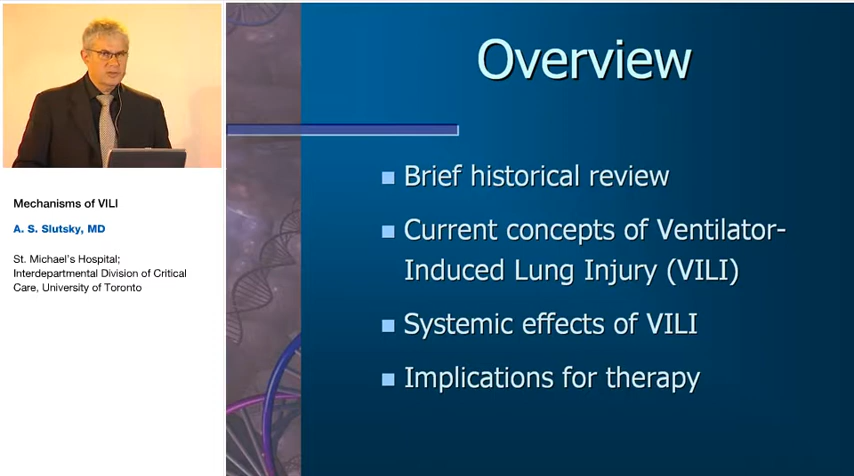 Mechanisms of VILI
A. S. Slutsky, MD
St. Michael's Hospital;
Interdepartmental Division of Critical
Care, University of Toronto
Overview
Brief historical review
Current concepts of Ventilator-
Induced Lung Injury (VILI)
Systemic effects of VILI
Implications for therapy